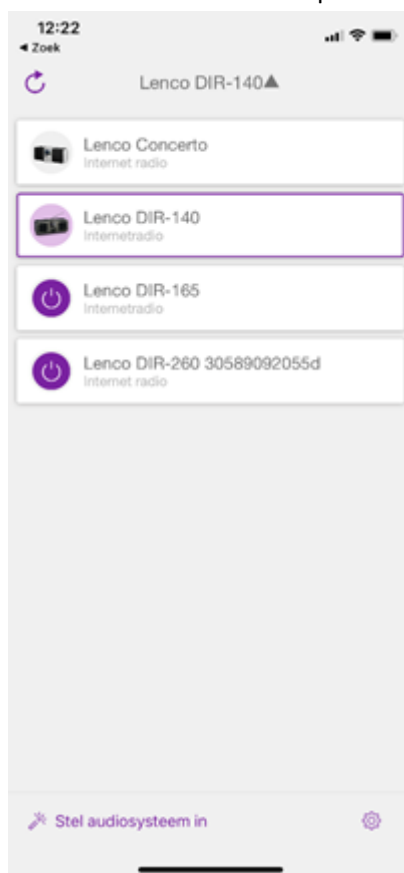 12:22
◀ Zoek
Lenco DIR-140▲
Lenco Concerto
Internet radio
Lenco DIR-140
Internetradio
Lenco DIR-165
Internetradio
Lenco DIR-260 30589092055d
Internet radio
Stel audiosysteem in